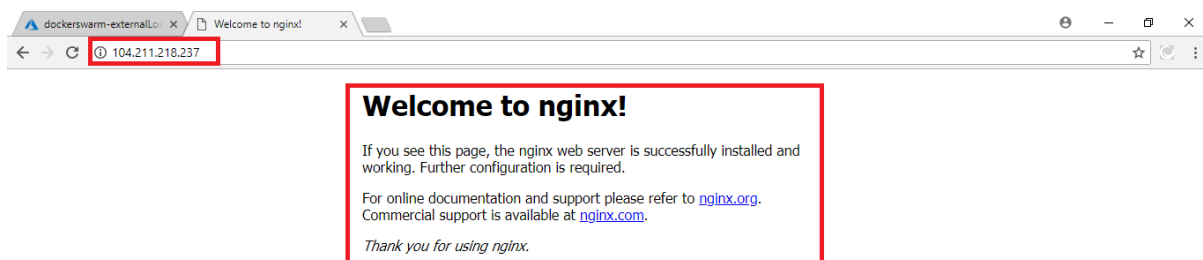 dockerswarm-externalLo
Welcome to nginx!
104.211.218.237
Welcome to nginx!
If you see this page, the nginx web server is successfully installed and
working. Further configuration is required.
For online documentation and support please refer to nginx.org.
Commercial support is available at nginx.com.
Thank you for using nginx.